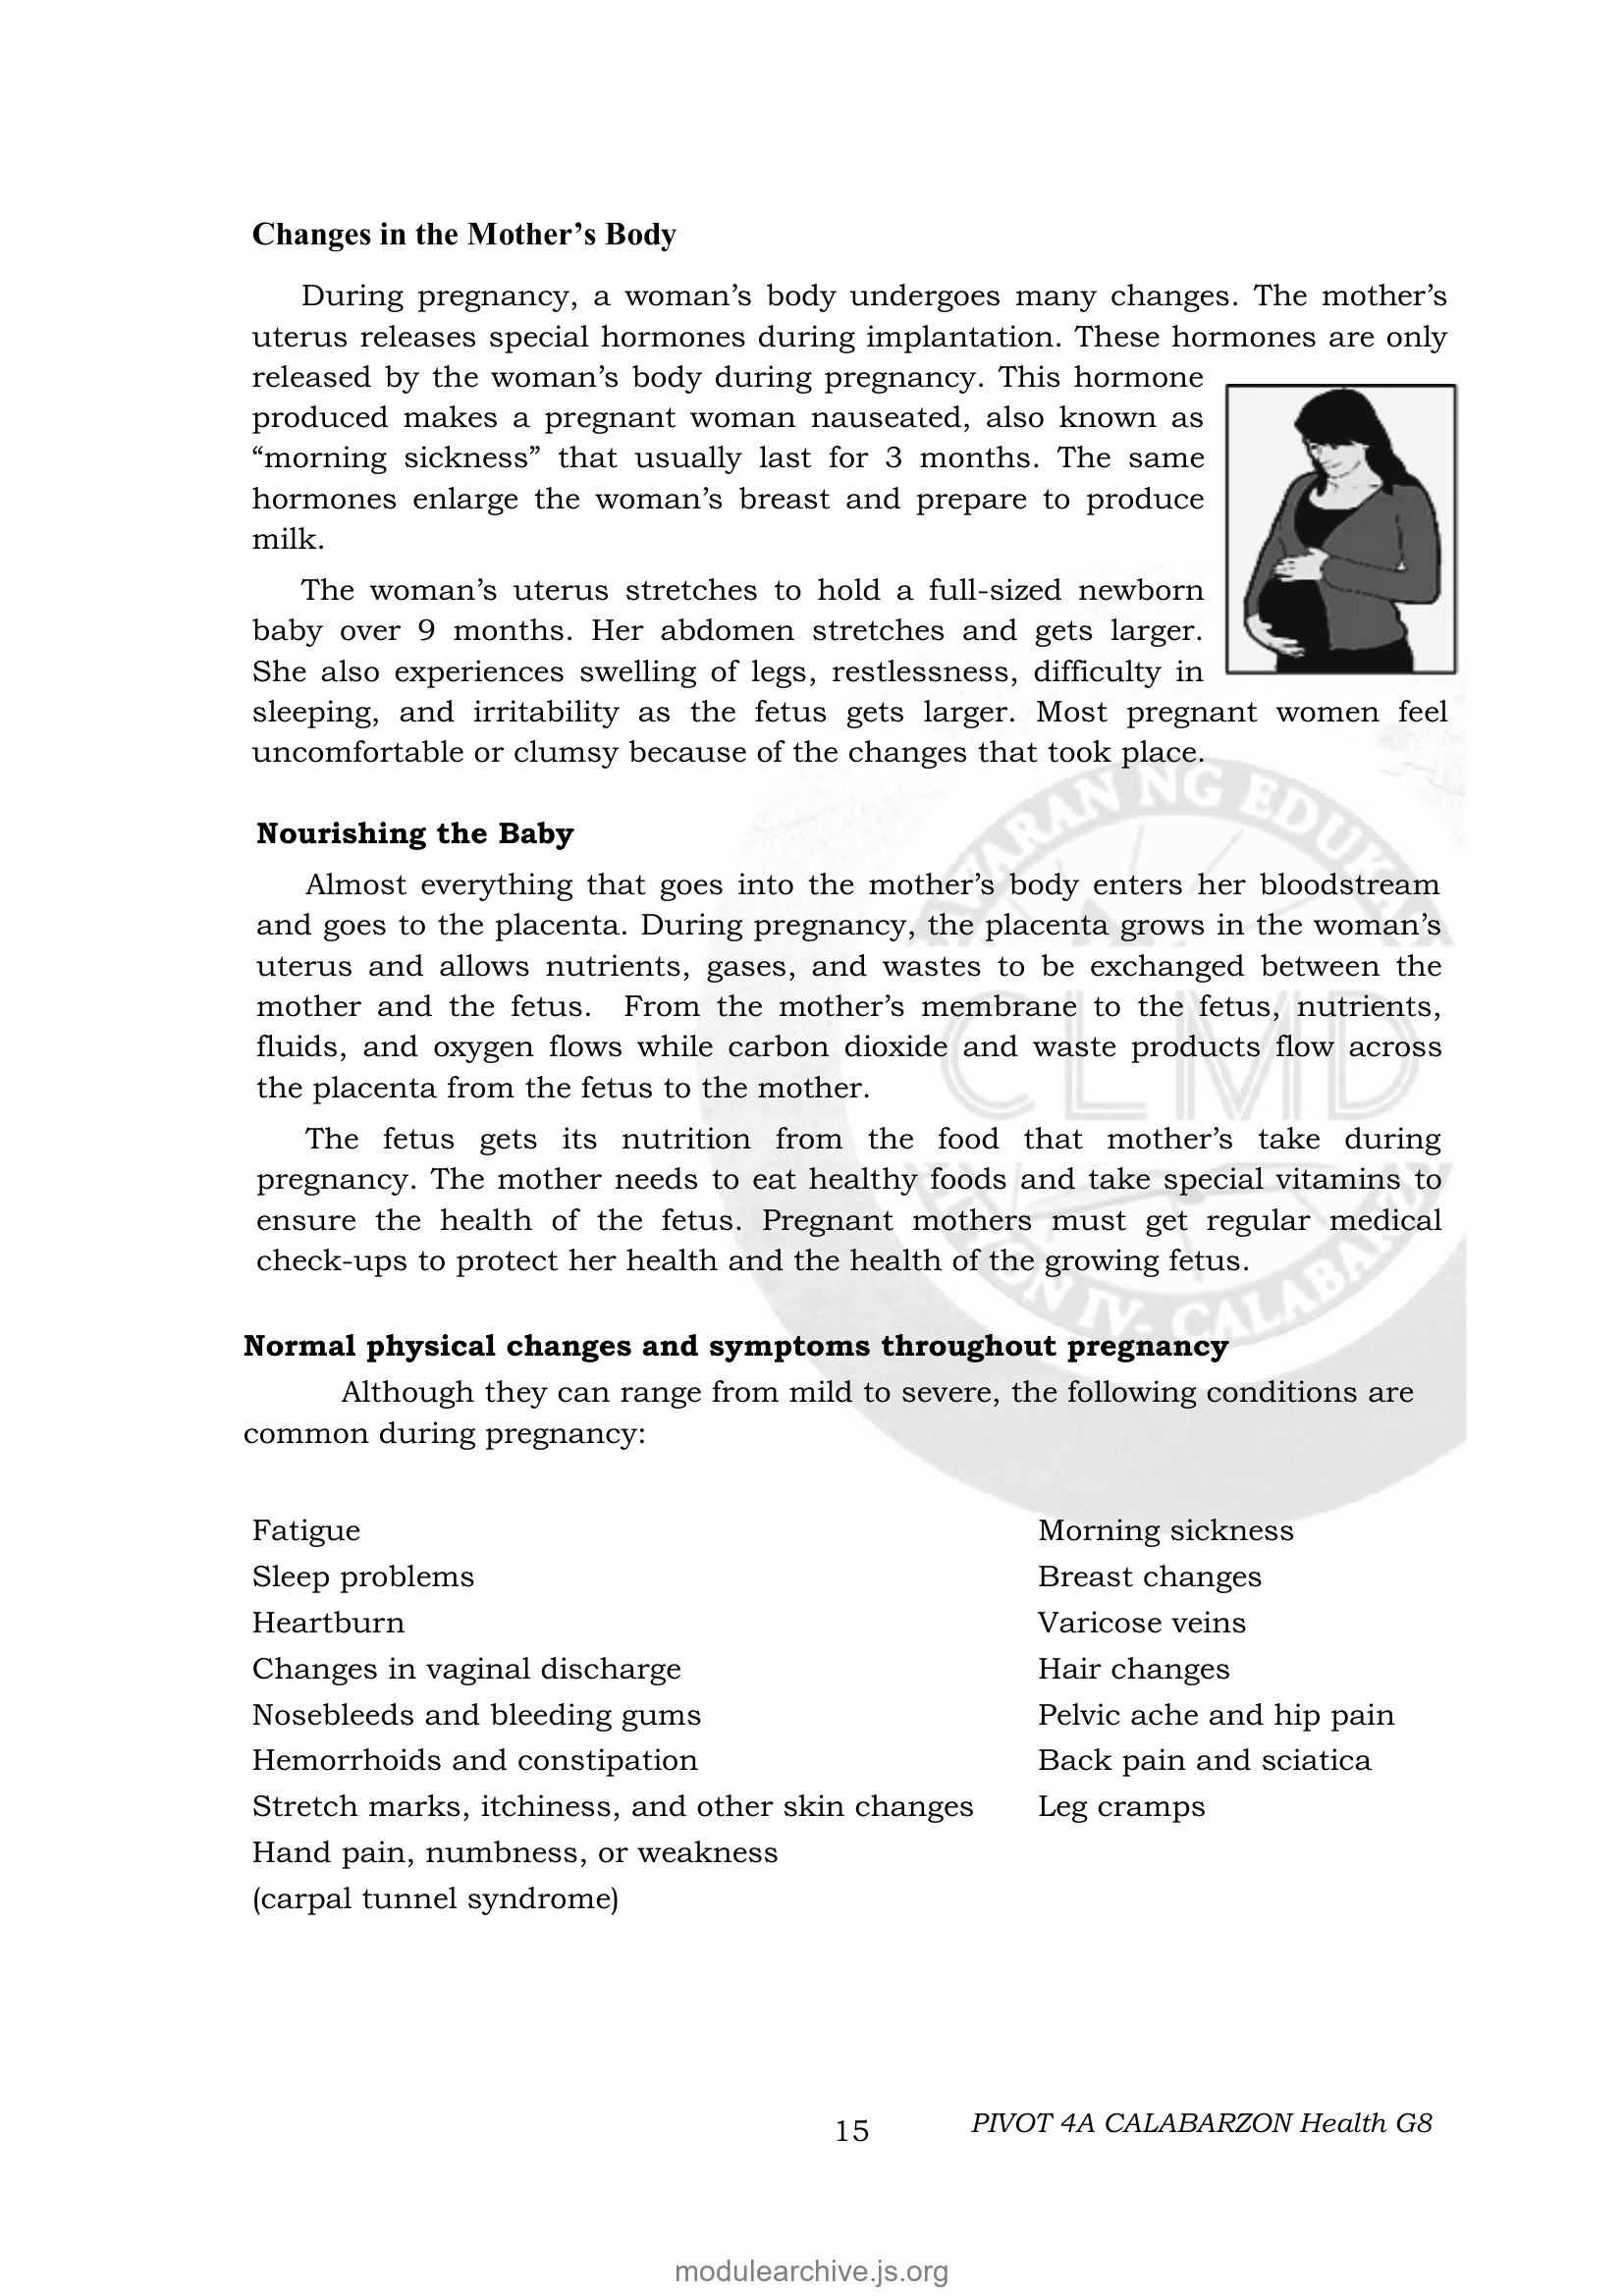 Changes in the Mother’s Body
During pregnancy, a woman’s body undergoes many changes. The mother’s
uterus releases special hormones during implantation. These hormones are only
released by the woman’s body during pregnancy. This hormone
produced makes a pregnant woman nauseated, also known as
“morning sickness” that usually last for 3 months. The same
hormones enlarge the woman’s breast and prepare to produce
milk.
The woman’s uterus stretches to hold a full-sized newborn
baby over 9 months. Her abdomen stretches and gets larger.
She also experiences swelling of legs, restlessness, difficulty in
sleeping, and irritability as the fetus gets larger. Most pregnant women feel
uncomfortable or clumsy because of the changes that took place.
Nourishing the Baby
Almost everything that goes into the mother’s body enters her bloodstream
and goes to the placenta. During pregnancy, the placenta grows in the woman’s
uterus and allows nutrients, gases, and wastes to be exchanged between the
mother and the fetus.  From the mother’s membrane to the fetus, nutrients,
fluids, and oxygen flows while carbon dioxide and waste products flow across
the placenta from the fetus to the mother.
The fetus gets its nutrition from the food that mother’s take during
pregnancy. The mother needs to eat healthy foods and take special vitamins to
ensure the health of the fetus. Pregnant mothers must get regular medical
check-ups to protect her health and the health of the growing fetus.
CLMD
Normal physical changes and symptoms throughout pregnancy
Although they can range from mild to severe, the following conditions are
common during pregnancy:
Fatigue
Sleep problems
Heartburn
Changes in vaginal discharge
Nosebleeds and bleeding gums
Hemorrhoids and constipation
Stretch marks, itchiness, and other skin changes
Hand pain, numbness, or weakness
(carpal tunnel syndrome)
Morning sickness
Breast changes
Varicose veins
Hair changes
Pelvic ache and hip pain
Back pain and sciatica
Leg cramps
15
PIVOT 4A CALABARZON Health G8
modulearchive.js.org